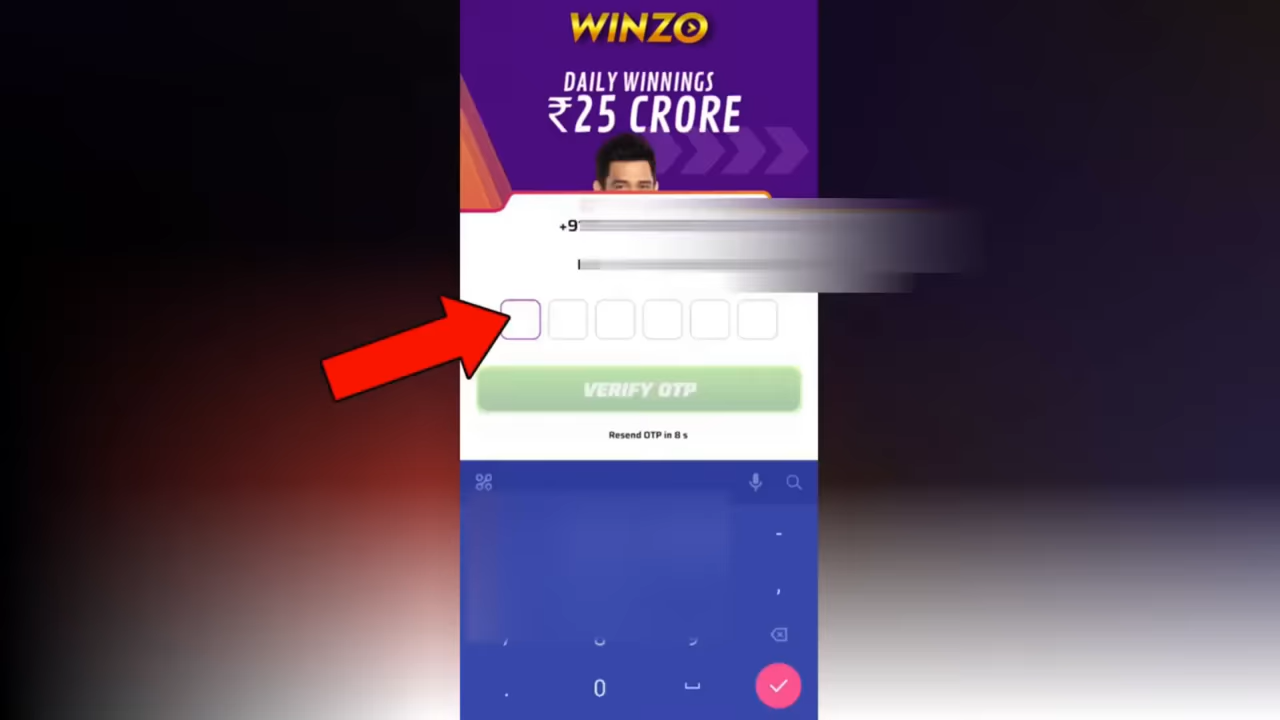 WINZO
DAILY WINNINGS
₹25 CRORE
+9
VERIFY OTP
Resend OTP in 8 s
-
,
. 0